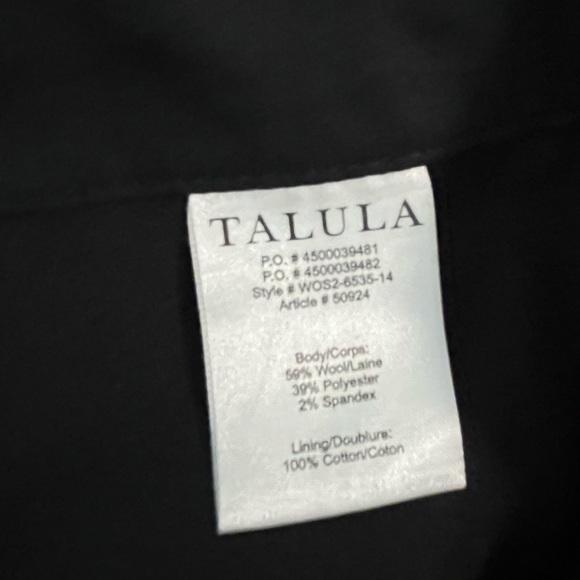 TALULA
P.O. # 4500039481
P.O. # 4500039482
Style # WOS2-6535-14
Article # 50924
Body/Corps:
59% Wool/Laine
39% Polyester
2% Spandex
Lining/Doublure:
100% Cotton/Coton